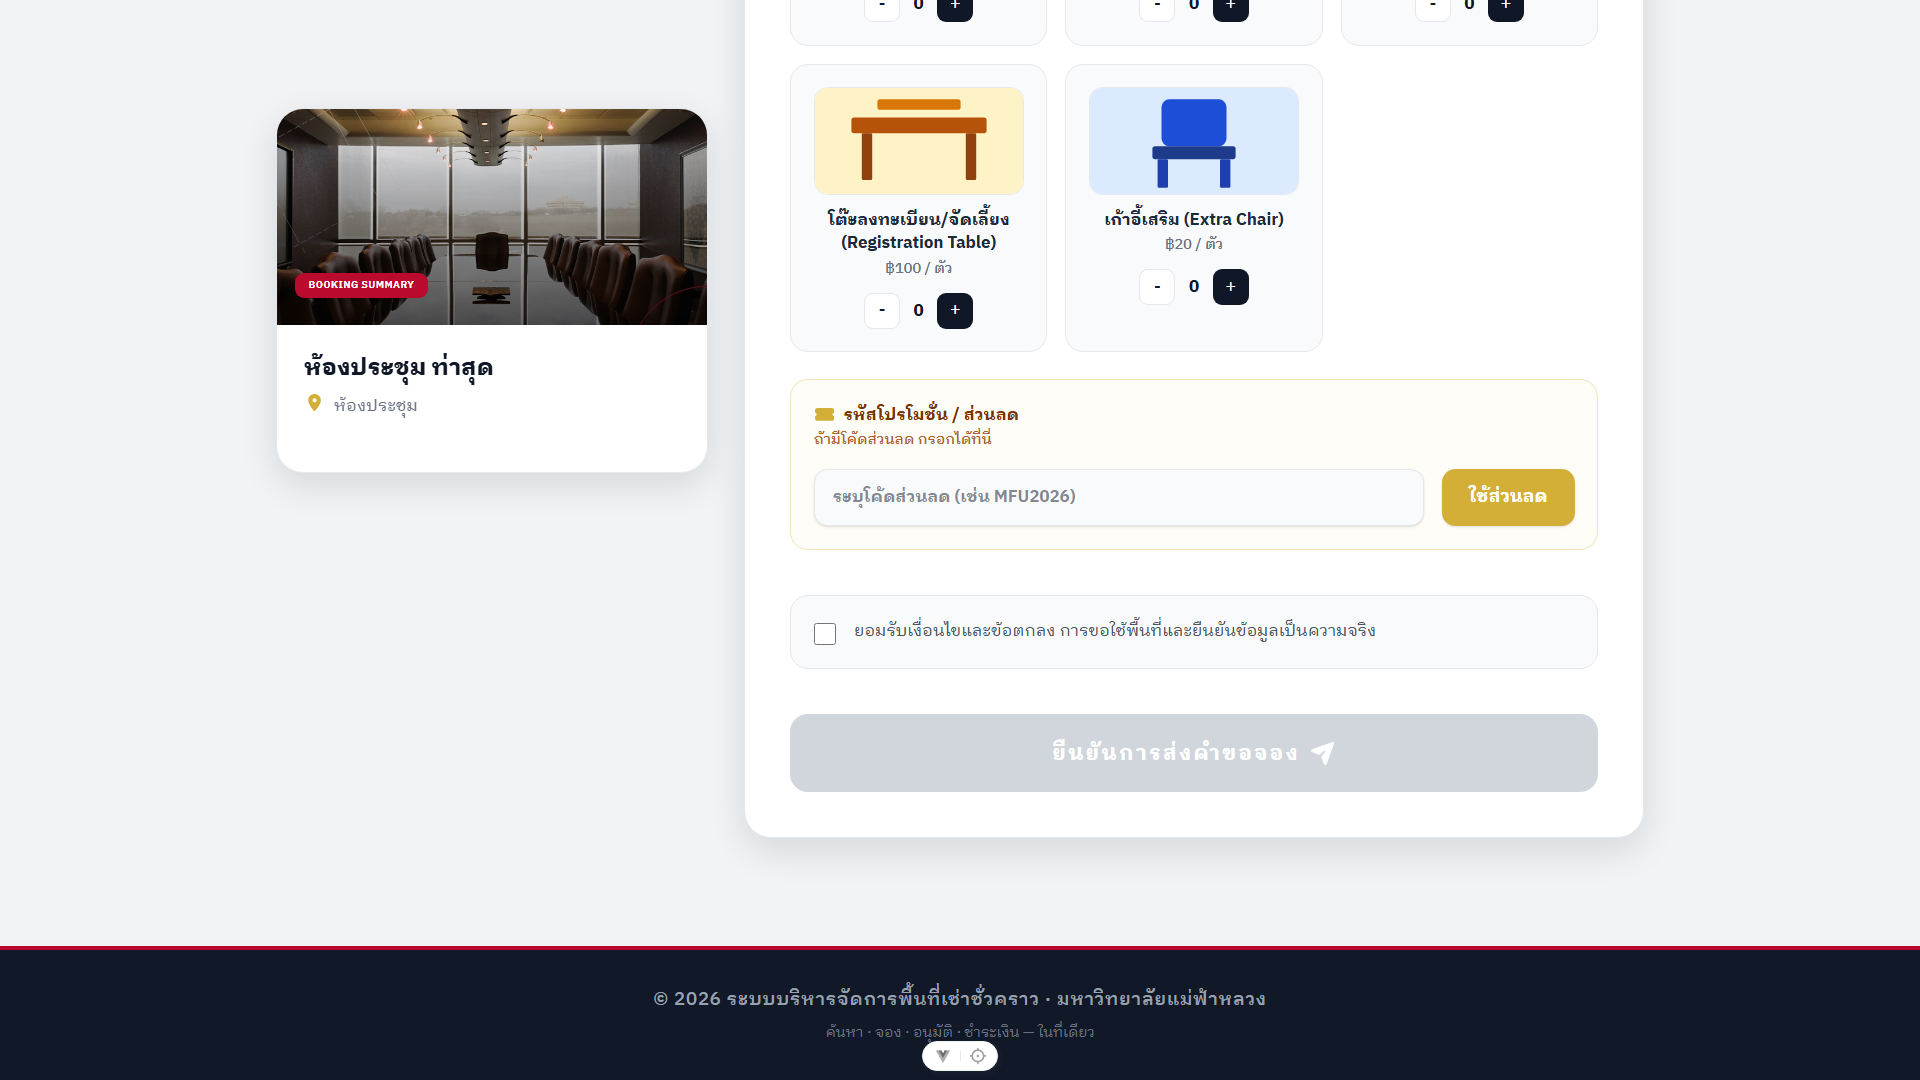 - 0 +
- 0 +
- 0 +
โต๊ะลงทะเบียน/จัดเลี้ยง
(Registration Table)
฿100 / ตัว
- 0 +
เก้าอี้เสริม (Extra Chair)
฿20 / ตัว
- 0 +
BOOKING SUMMARY
ห้องประชุม ท่าสุด
ห้องประชุม
รหัสโปรโมชั่น / ส่วนลด
ถ้ามีโค้ดส่วนลด กรอกได้ที่นี่
ระบุโค้ดส่วนลด (เช่น MFU2026)
ใช้ส่วนลด
ยอมรับเงื่อนไขและข้อตกลง การขอใช้พื้นที่และยืนยันข้อมูลเป็นความจริง
ยืนยันการส่งคำขอจอง
© 2026 ระบบบริหารจัดการพื้นที่เช่าชั่วคราว · มหาวิทยาลัยแม่ฟ้าหลวง
ค้นหา · จอง · อนุมัติ · ชำระเงิน — ในที่เดียว